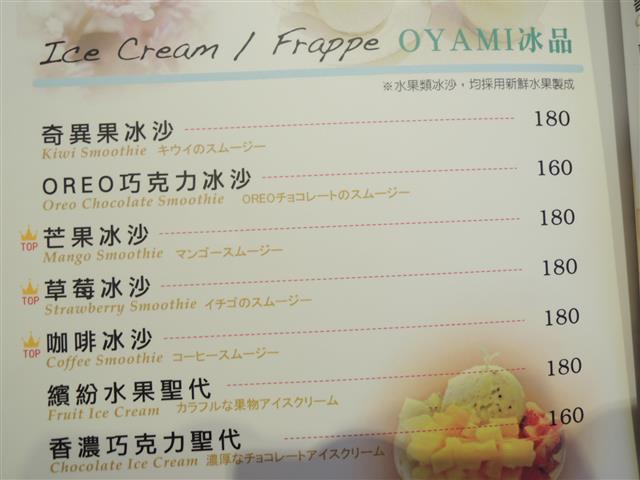 Ice Cream / Frappe OYAMI冰品
※水果類冰沙，均採用新鮮水果製成
奇異果冰沙 180
Kiwi Smoothie キウイのスムージー
OREO巧克力冰沙 160
Oreo Chocolate Smoothie OREOチョコレートのスムージー
TOP 芒果冰沙 180
Mango Smoothie マンゴースムージー
TOP 草莓冰沙 180
Strawberry Smoothie イチゴのスムージー
TOP 咖啡冰沙 180
Coffee Smoothie コーヒースムージー
繽紛水果聖代 180
Fruit Ice Cream カラフルな果物アイスクリーム
香濃巧克力聖代 160
Chocolate Ice Cream 濃厚なチョコレートアイスクリーム